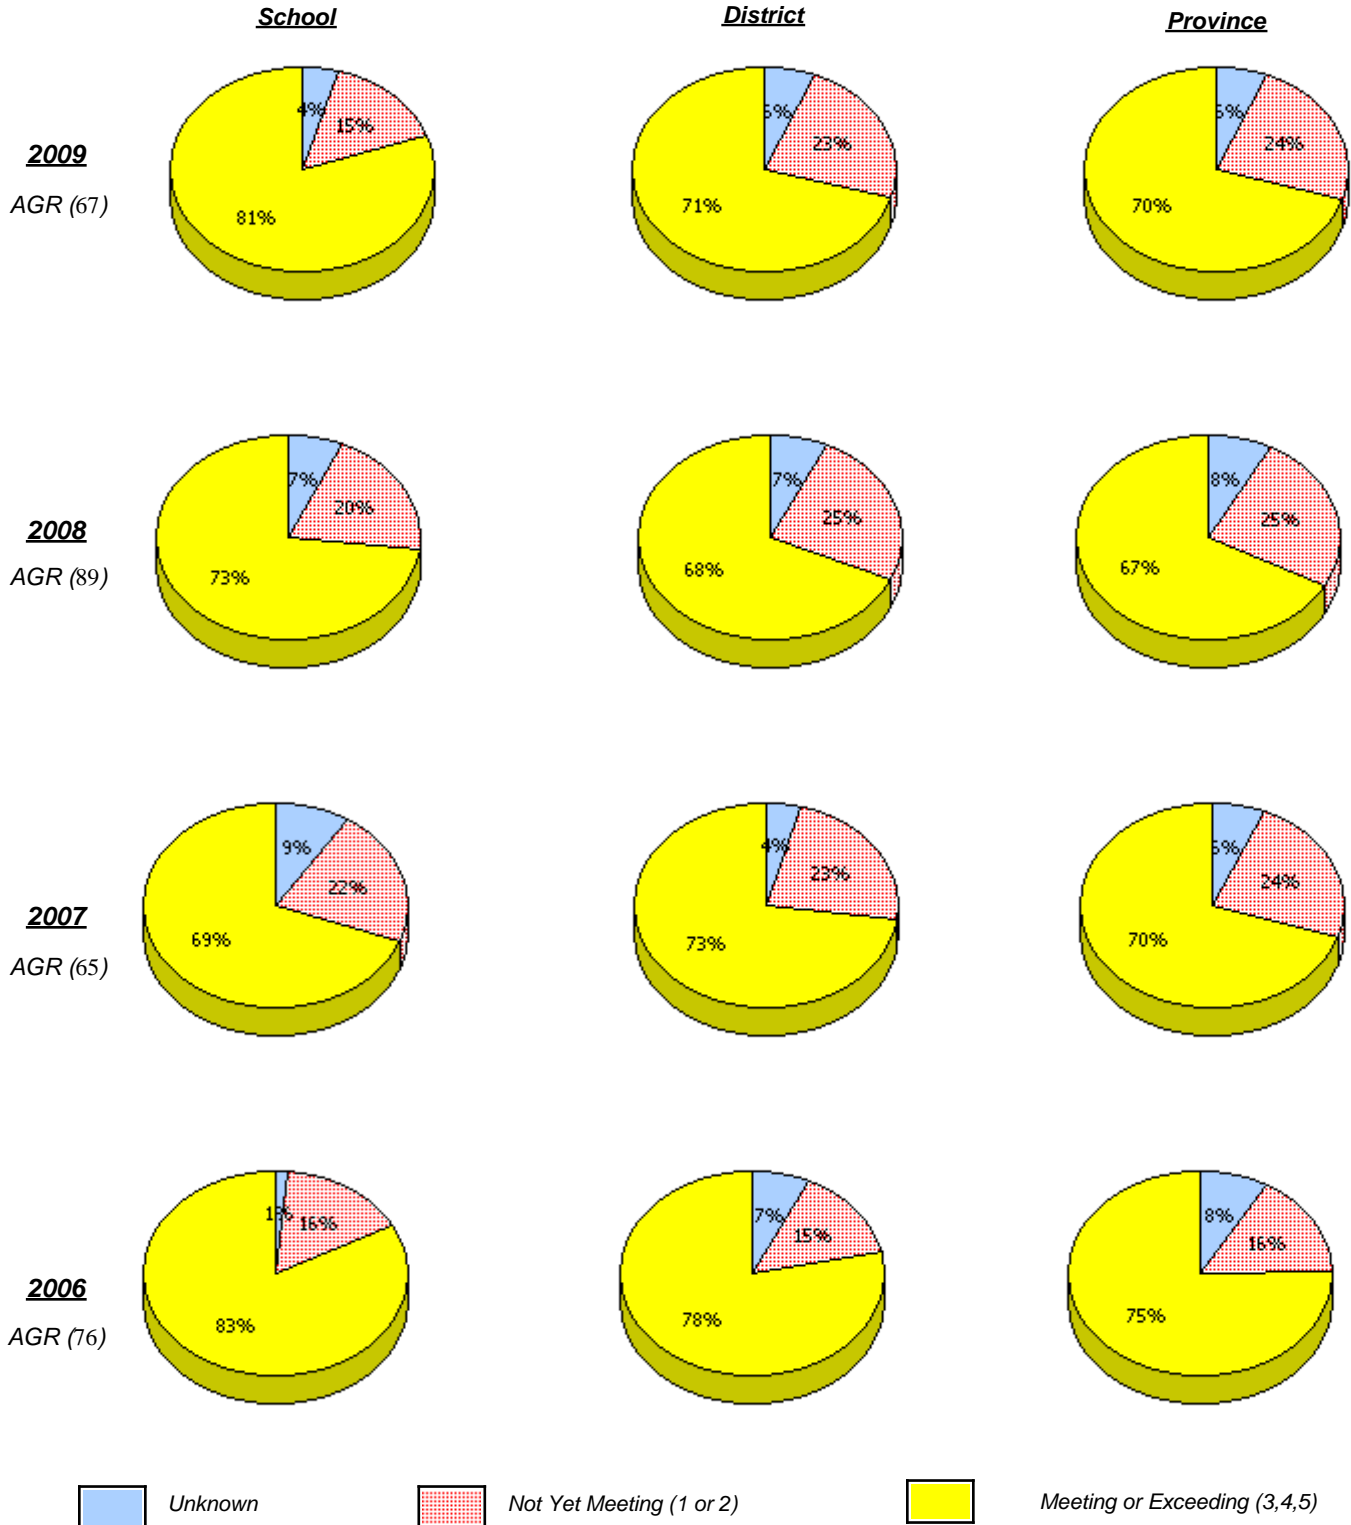 School District Province
4% 6% 6%
15% 23% 24%
2009
AGR (67)
81% 71% 70%
7% 7% 8%
20% 25% 25%
2008
AGR (89)
73% 68% 67%
9% 4% 6%
22% 23% 24%
2007
AGR (65)
69% 73% 70%
1% 7% 8%
16% 15% 16%
2006
AGR (76)
83% 78% 75%
Unknown Not Yet Meeting (1 or 2) Meeting or Exceeding (3,4,5)